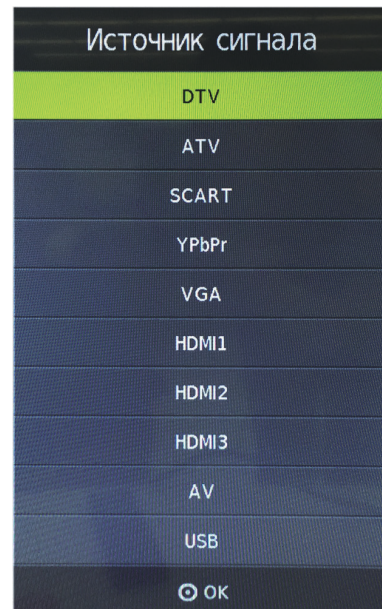 Источник сигнала
DTV
ATV
SCART
YPbPr
VGA
HDMI1
HDMI2
HDMI3
AV
USB
OK